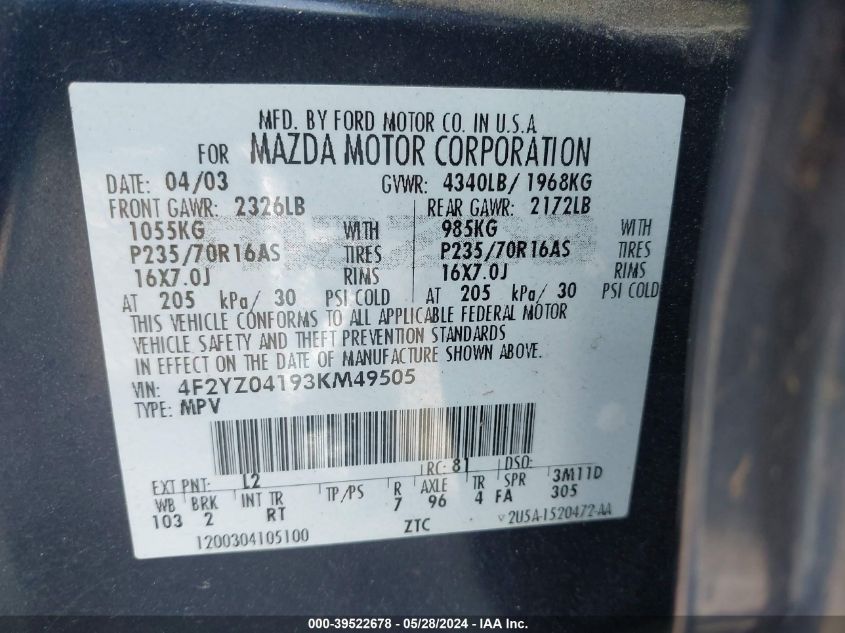 MFD. BY FORD MOTOR CO. IN U.S.A
FOR MAZDA MOTOR CORPORATION
DATE: 04/03 GVWR: 4340LB/ 1968KG
FRONT GAWR: 2326LB REAR GAWR: 2172LB
1055KG WITH 985KG WITH
P235/70R16AS TIRES P235/70R16AS TIRES
16X7.0J RIMS 16X7.0J RIMS
AT 205 kPa/ 30 PSI COLD AT 205 kPa/ 30 PSI COLD
THIS VEHICLE CONFORMS TO ALL APPLICABLE FEDERAL MOTOR
VEHICLE SAFETY AND THEFT PREVENTION STANDARDS
IN EFFECT ON THE DATE OF MANUFACTURE SHOWN ABOVE.
VIN: 4F2YZ04193KM49505
TYPE: MPV
EXT PNT: L2 RC: 81 DSO:
WB BRK INT TR TP/PS R AXLE TR SPR 3M11D
103 2 RT 7 96 4 FA 305
1200304105100 ZTC 2U5A-1520472-AA
000-39522678 | 05/28/2024 - IAA Inc.